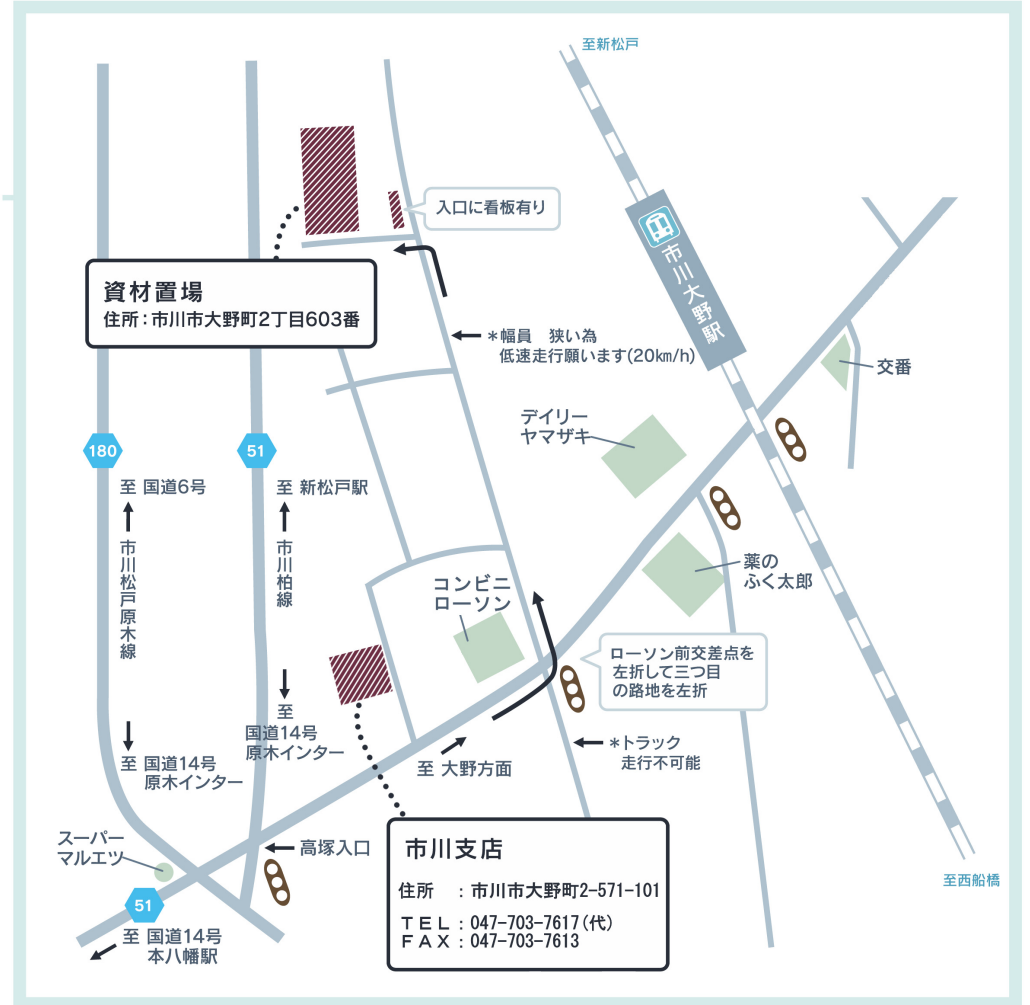 至新松戸
入口に看板有り
市川大野駅
資材置場
住所：市川市大野町2丁目603番
＊幅員　狭い為
低速走行願います(20km/h)
交番
デイリー
ヤマザキ
180
51
至 国道6号
至 新松戸駅
市川松戸原木線
市川柏線
薬の
ふく太郎
コンビニ
ローソン
ローソン前交差点を
左折して三つ目
の路地を左折
至
国道14号
原木インター
至 国道14号
原木インター
至 大野方面
＊トラック
走行不可能
スーパー
マルエツ
高塚入口
市川支店
住所　：市川市大野町2-571-101
ＴＥＬ：047-703-7617（代）
ＦＡＸ：047-703-7613
至西船橋
51
至 国道14号
本八幡駅